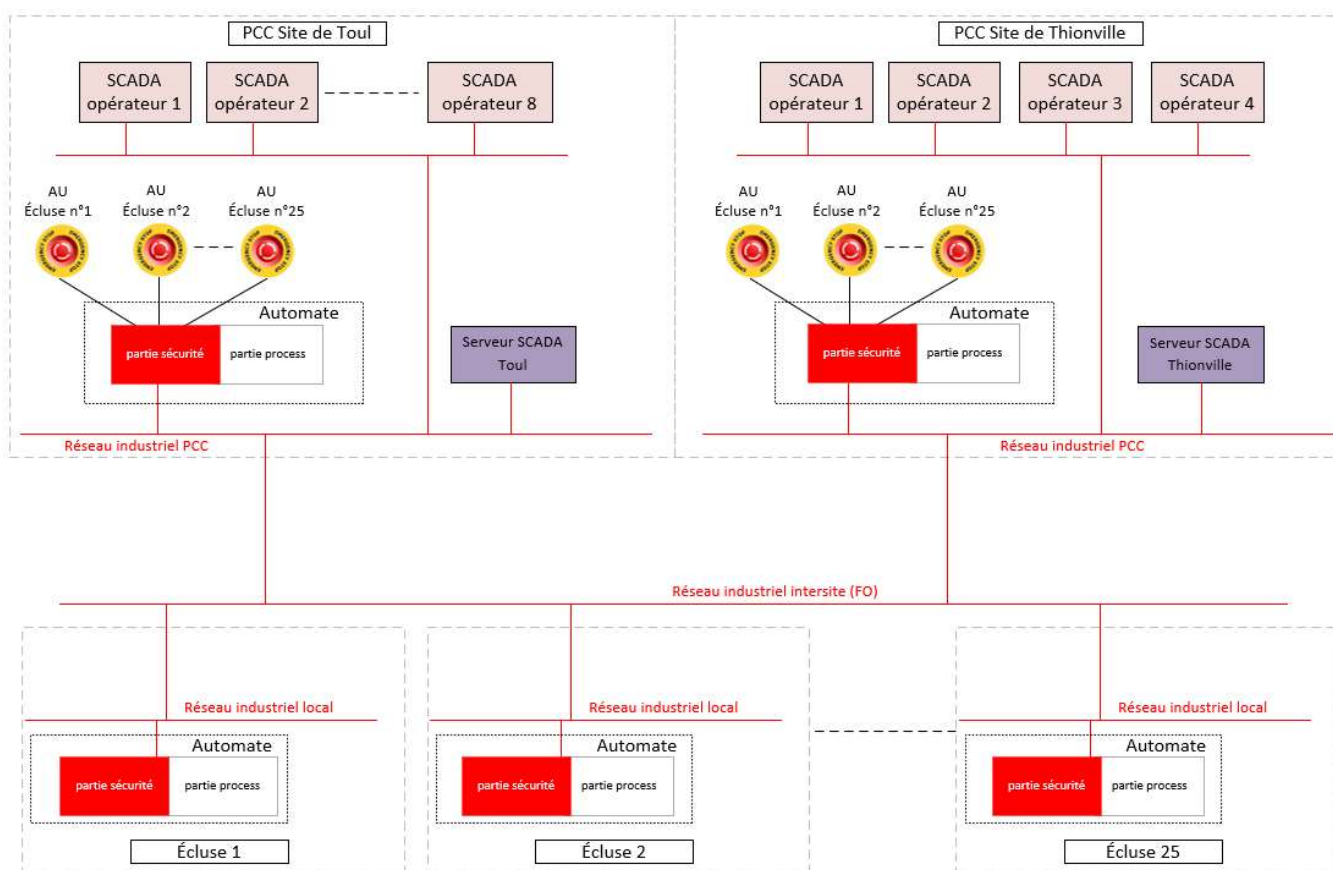 PCC Site de Toul
SCADA
opérateur 1
SCADA
opérateur 2
SCADA
opérateur 8
AU
Écluse n°1
AU
Écluse n°2
AU
Écluse n°25
Automate
partie sécurité
partie process
Serveur SCADA
Toul
Réseau industriel PCC
PCC Site de Thionville
SCADA
opérateur 1
SCADA
opérateur 2
SCADA
opérateur 3
SCADA
opérateur 4
AU
Écluse n°1
AU
Écluse n°2
AU
Écluse n°25
Automate
partie sécurité
partie process
Serveur SCADA
Thionville
Réseau industriel PCC
Réseau industriel intersite (FO)
Réseau industriel local
Automate
partie sécurité
partie process
Écluse 1
Réseau industriel local
Automate
partie sécurité
partie process
Écluse 2
Réseau industriel local
Automate
partie sécurité
partie process
Écluse 25